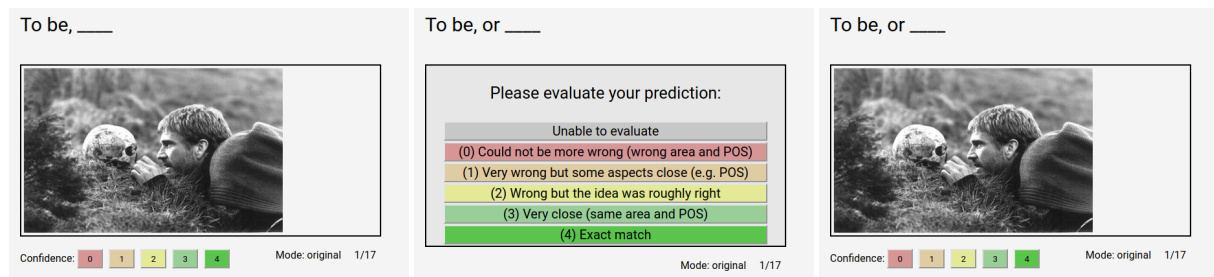 To be, ____
Confidence: 0 1 2 3 4 Mode: original 1/17
To be, or ____
Please evaluate your prediction:
Unable to evaluate
(0) Could not be more wrong (wrong area and POS)
(1) Very wrong but some aspects close (e.g. POS)
(2) Wrong but the idea was roughly right
(3) Very close (same area and POS)
(4) Exact match
Mode: original 1/17
To be, or ____
Confidence: 0 1 2 3 4 Mode: original 1/17